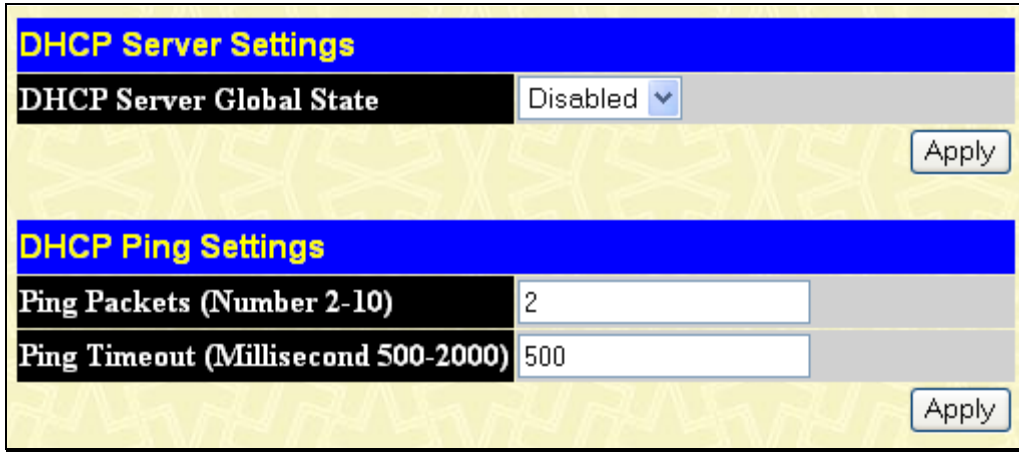 DHCP Server Settings
DHCP Server Global State Disabled
Apply
DHCP Ping Settings
Ping Packets (Number 2-10) 2
Ping Timeout (Millisecond 500-2000) 500
Apply